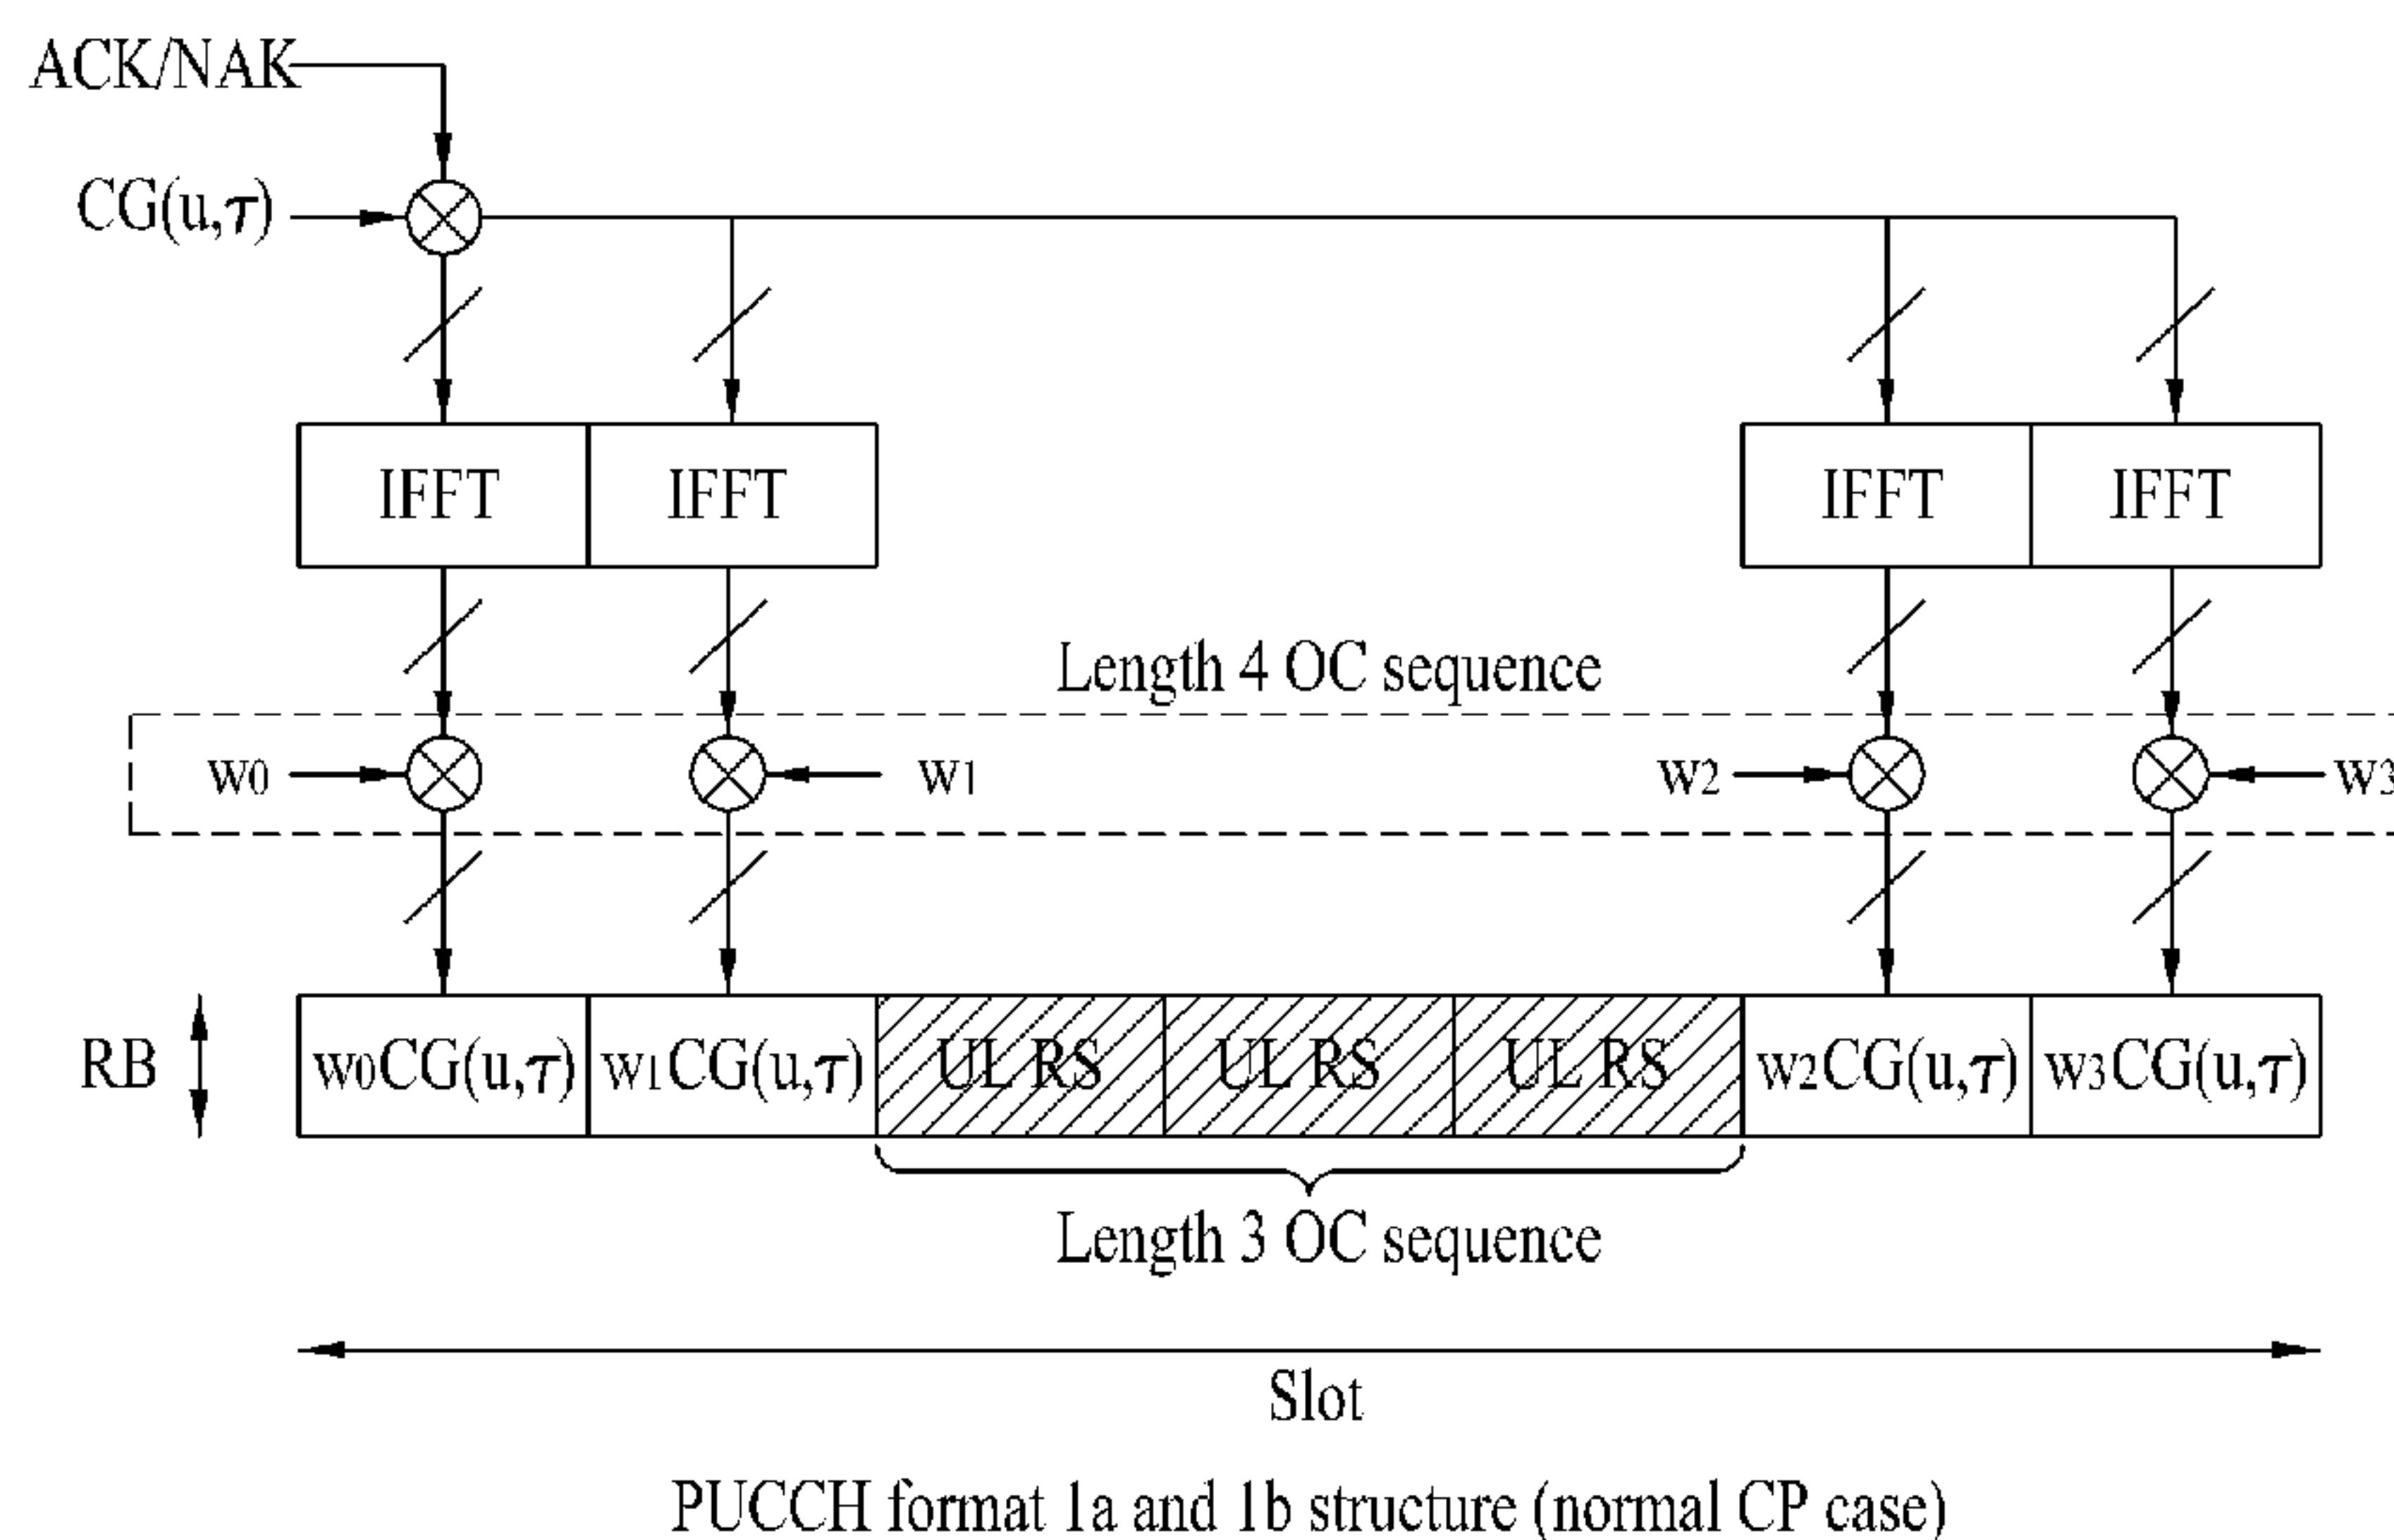 ACK/NAK
CG(u,τ)
IFFT IFFT IFFT IFFT
Length 4 OC sequence
w0 w1 w2 w3
RB w0CG(u,τ) w1CG(u,τ) UL RS UL RS UL RS w2CG(u,τ) w3CG(u,τ)
Length 3 OC sequence
Slot
PUCCH format 1a and 1b structure (normal CP case)